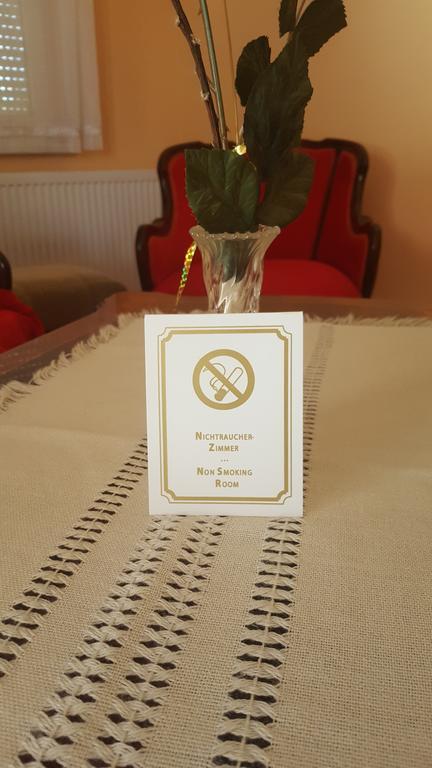 Nichtraucher-
Zimmer
...
Non Smoking
Room